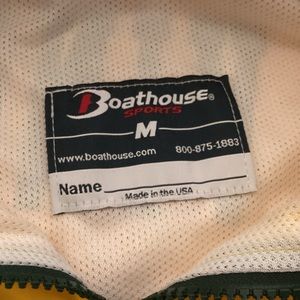 Boathouse®
SPORTS
M
www.boathouse.com 800-875-1883
Name
Made in the USA